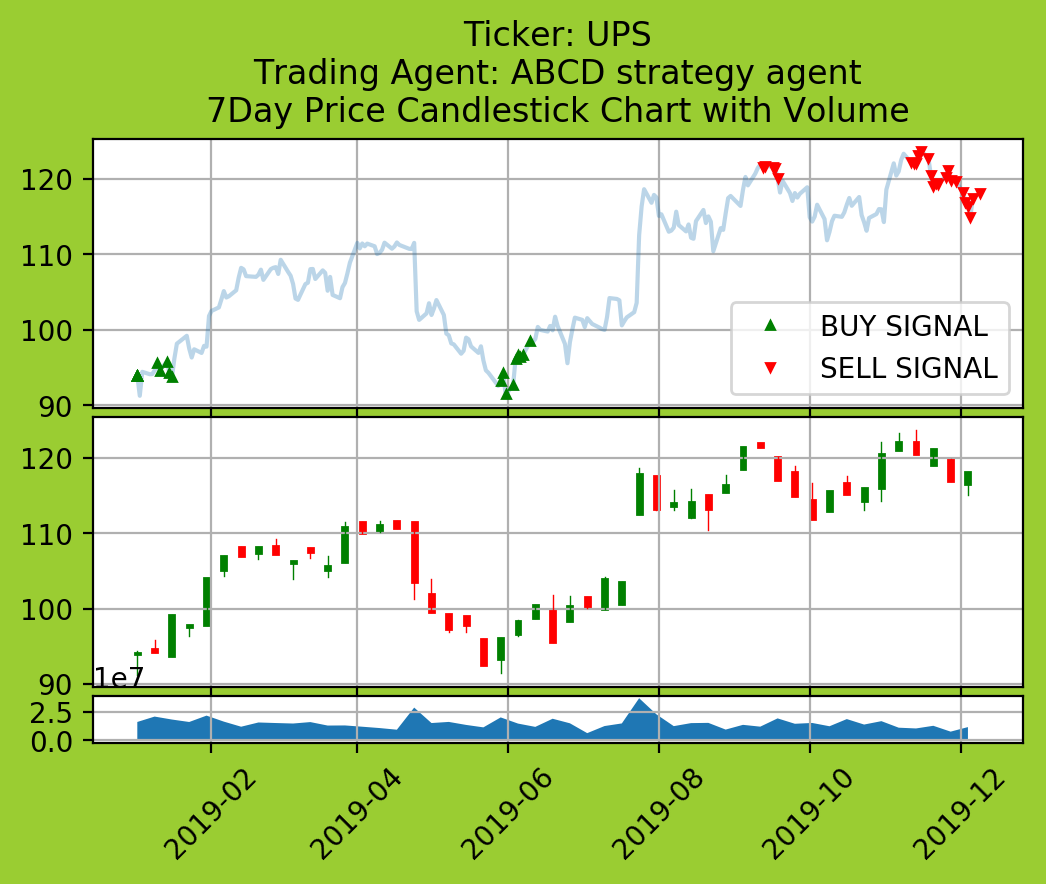 Ticker: UPS
Trading Agent: ABCD strategy agent
7Day Price Candlestick Chart with Volume
120
110
100
90
BUY SIGNAL
SELL SIGNAL
120
110
100
90
1e7
2.5
0.0
2019-02
2019-04
2019-06
2019-08
2019-10
2019-12